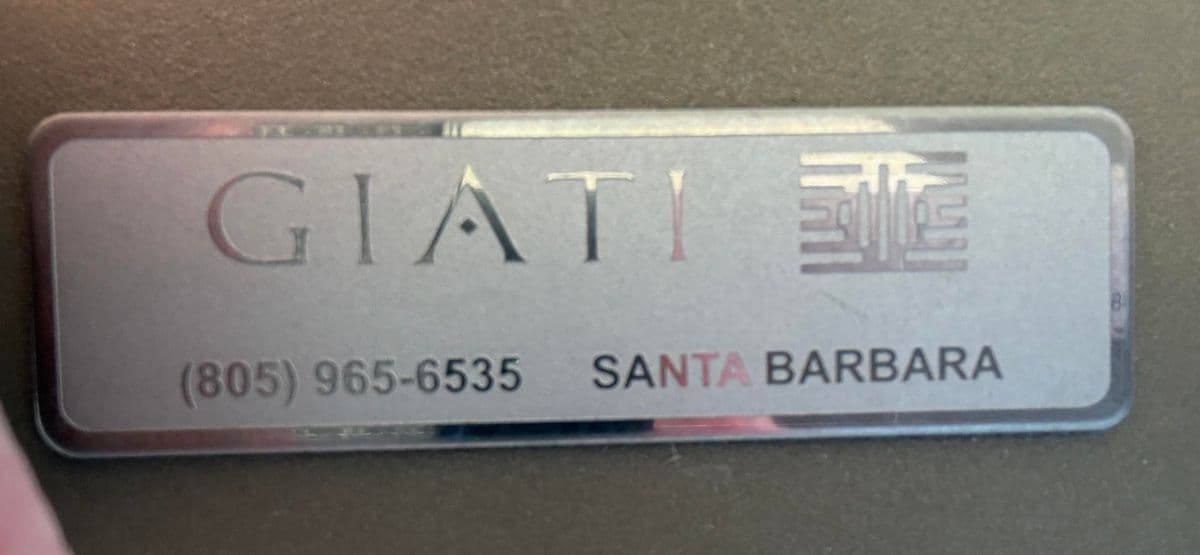 GIATI
(805) 965-6535 SANTA BARBARA